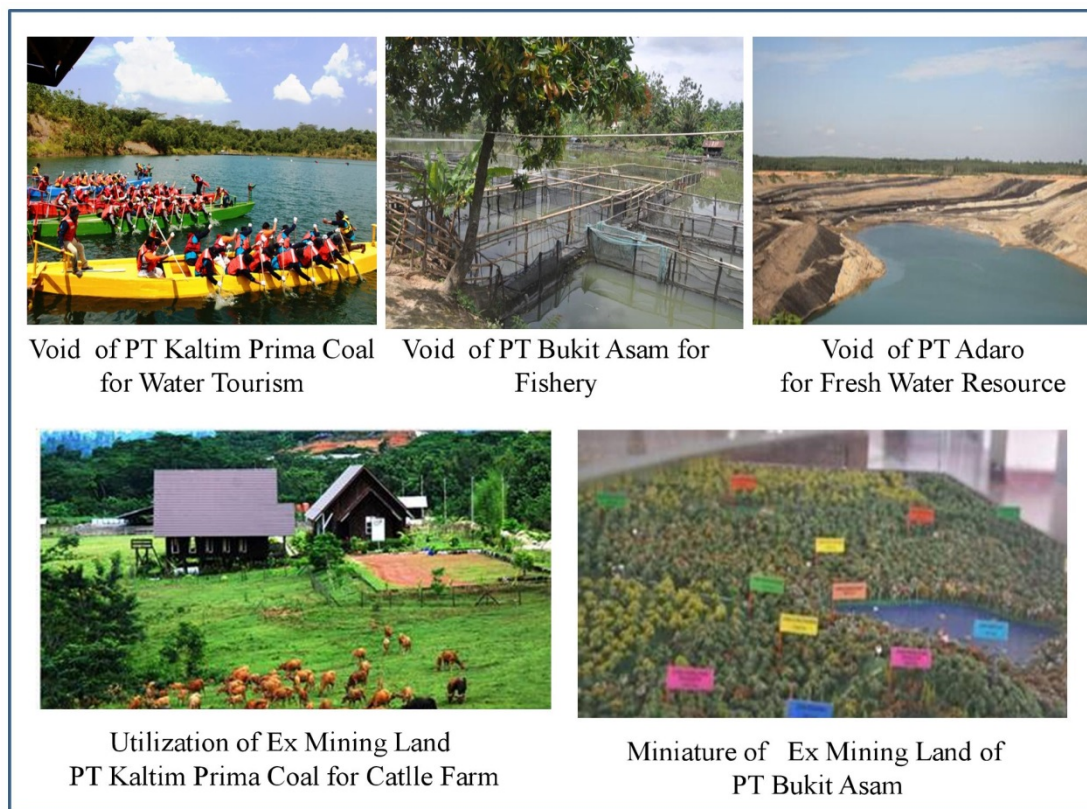 Void of PT Kaltim Prima Coal
for Water Tourism
Void of PT Bukit Asam for
Fishery
Void of PT Adaro
for Fresh Water Resource
Utilization of Ex Mining Land
PT Kaltim Prima Coal for Catlle Farm
Miniature of Ex Mining Land of
PT Bukit Asam